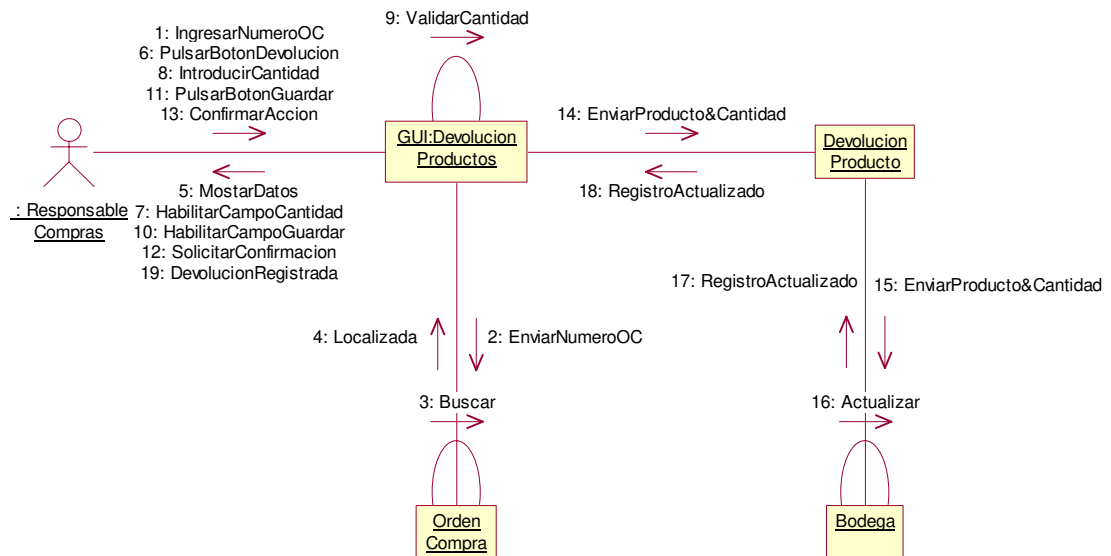 9: ValidarCantidad
1: IngresarNumeroOC
6: PulsarBotonDevolucion
8: IntroducirCantidad
11: PulsarBotonGuardar
13: ConfirmarAccion
GUI:Devolucion
Productos
14: EnviarProducto&Cantidad
Devolucion
Producto
18: RegistroActualizado
5: MostarDatos
7: HabilitarCampoCantidad
10: HabilitarCampoGuardar
12: SolicitarConfirmacion
19: DevolucionRegistrada
: Responsable
Compras
17: RegistroActualizado
15: EnviarProducto&Cantidad
4: Localizada
2: EnviarNumeroOC
3: Buscar
16: Actualizar
Orden
Compra
Bodega